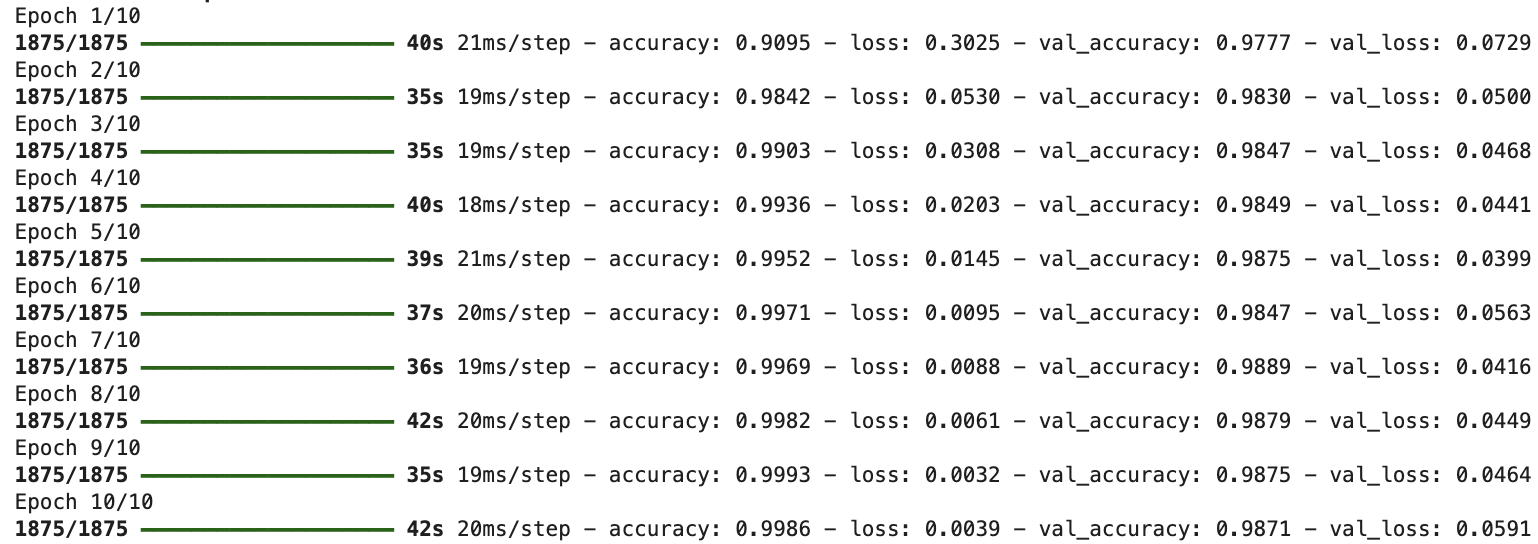 Epoch 1/10
1875/1875 ━━━━━━━━━━━━━━━━━━━━ 40s 21ms/step - accuracy: 0.9095 - loss: 0.3025 - val_accuracy: 0.9777 - val_loss: 0.0729
Epoch 2/10
1875/1875 ━━━━━━━━━━━━━━━━━━━━ 35s 19ms/step - accuracy: 0.9842 - loss: 0.0530 - val_accuracy: 0.9830 - val_loss: 0.0500
Epoch 3/10
1875/1875 ━━━━━━━━━━━━━━━━━━━━ 35s 19ms/step - accuracy: 0.9903 - loss: 0.0308 - val_accuracy: 0.9847 - val_loss: 0.0468
Epoch 4/10
1875/1875 ━━━━━━━━━━━━━━━━━━━━ 40s 18ms/step - accuracy: 0.9936 - loss: 0.0203 - val_accuracy: 0.9849 - val_loss: 0.0441
Epoch 5/10
1875/1875 ━━━━━━━━━━━━━━━━━━━━ 39s 21ms/step - accuracy: 0.9952 - loss: 0.0145 - val_accuracy: 0.9875 - val_loss: 0.0399
Epoch 6/10
1875/1875 ━━━━━━━━━━━━━━━━━━━━ 37s 20ms/step - accuracy: 0.9971 - loss: 0.0095 - val_accuracy: 0.9847 - val_loss: 0.0563
Epoch 7/10
1875/1875 ━━━━━━━━━━━━━━━━━━━━ 36s 19ms/step - accuracy: 0.9969 - loss: 0.0088 - val_accuracy: 0.9889 - val_loss: 0.0416
Epoch 8/10
1875/1875 ━━━━━━━━━━━━━━━━━━━━ 42s 20ms/step - accuracy: 0.9982 - loss: 0.0061 - val_accuracy: 0.9879 - val_loss: 0.0449
Epoch 9/10
1875/1875 ━━━━━━━━━━━━━━━━━━━━ 35s 19ms/step - accuracy: 0.9993 - loss: 0.0032 - val_accuracy: 0.9875 - val_loss: 0.0464
Epoch 10/10
1875/1875 ━━━━━━━━━━━━━━━━━━━━ 42s 20ms/step - accuracy: 0.9986 - loss: 0.0039 - val_accuracy: 0.9871 - val_loss: 0.0591